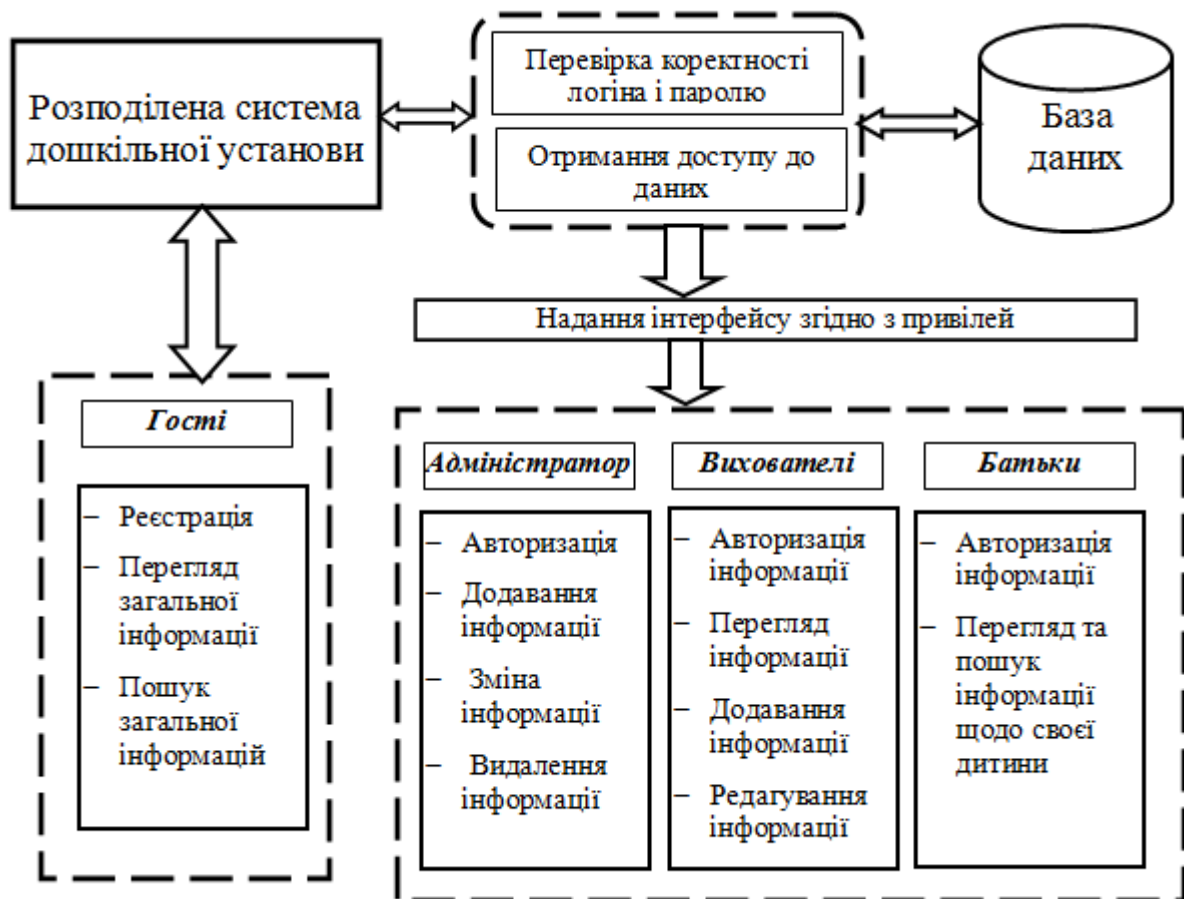 Розподілена система
дошкільної установи
Перевірка коректності
логіна і паролю
Отримання доступу до
даних
База
даних
Надання інтерфейсу згідно з привілей
Гості
– Реєстрація
– Перегляд
загальної
інформації
– Пошук
загальної
інформацій
Адміністратор
– Авторизація
– Додавання
інформації
– Зміна
інформації
– Видалення
інформації
Вихователі
– Авторизація
інформації
– Перегляд
інформації
– Додавання
інформації
– Редагування
інформації
Батьки
– Авторизація
інформації
– Перегляд та
пошук
інформації
щодо своєї
дитини